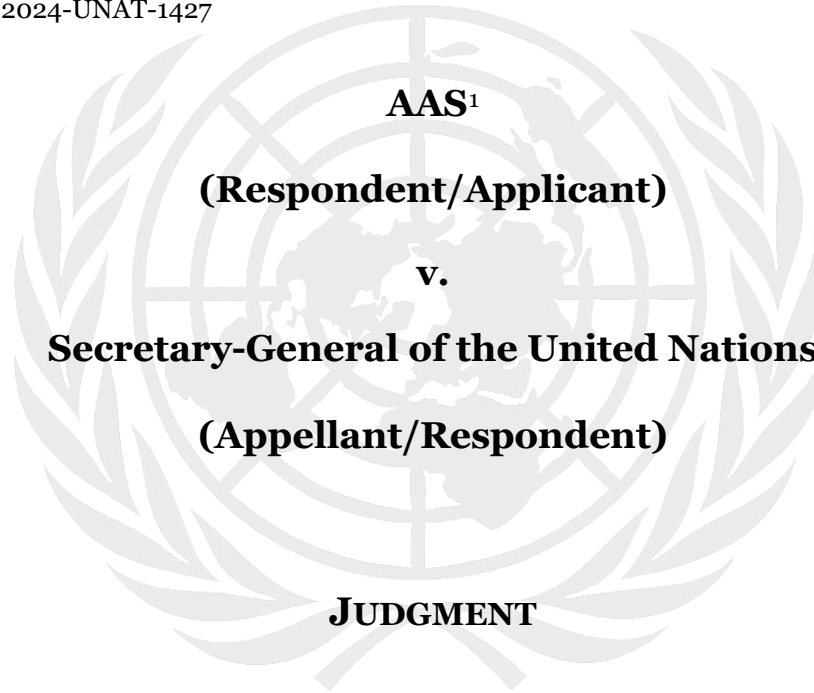 2024-UNAT-1427
AAS¹
(Respondent/Applicant)
v.
Secretary-General of the United Nations
(Appellant/Respondent)
JUDGMENT